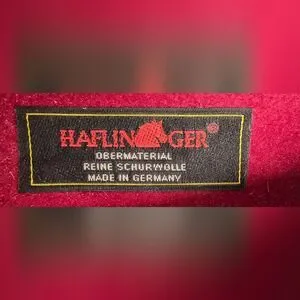 HAFLINGER®
OBERMATERIAL
REINE SCHURWOLLE
MADE IN GERMANY